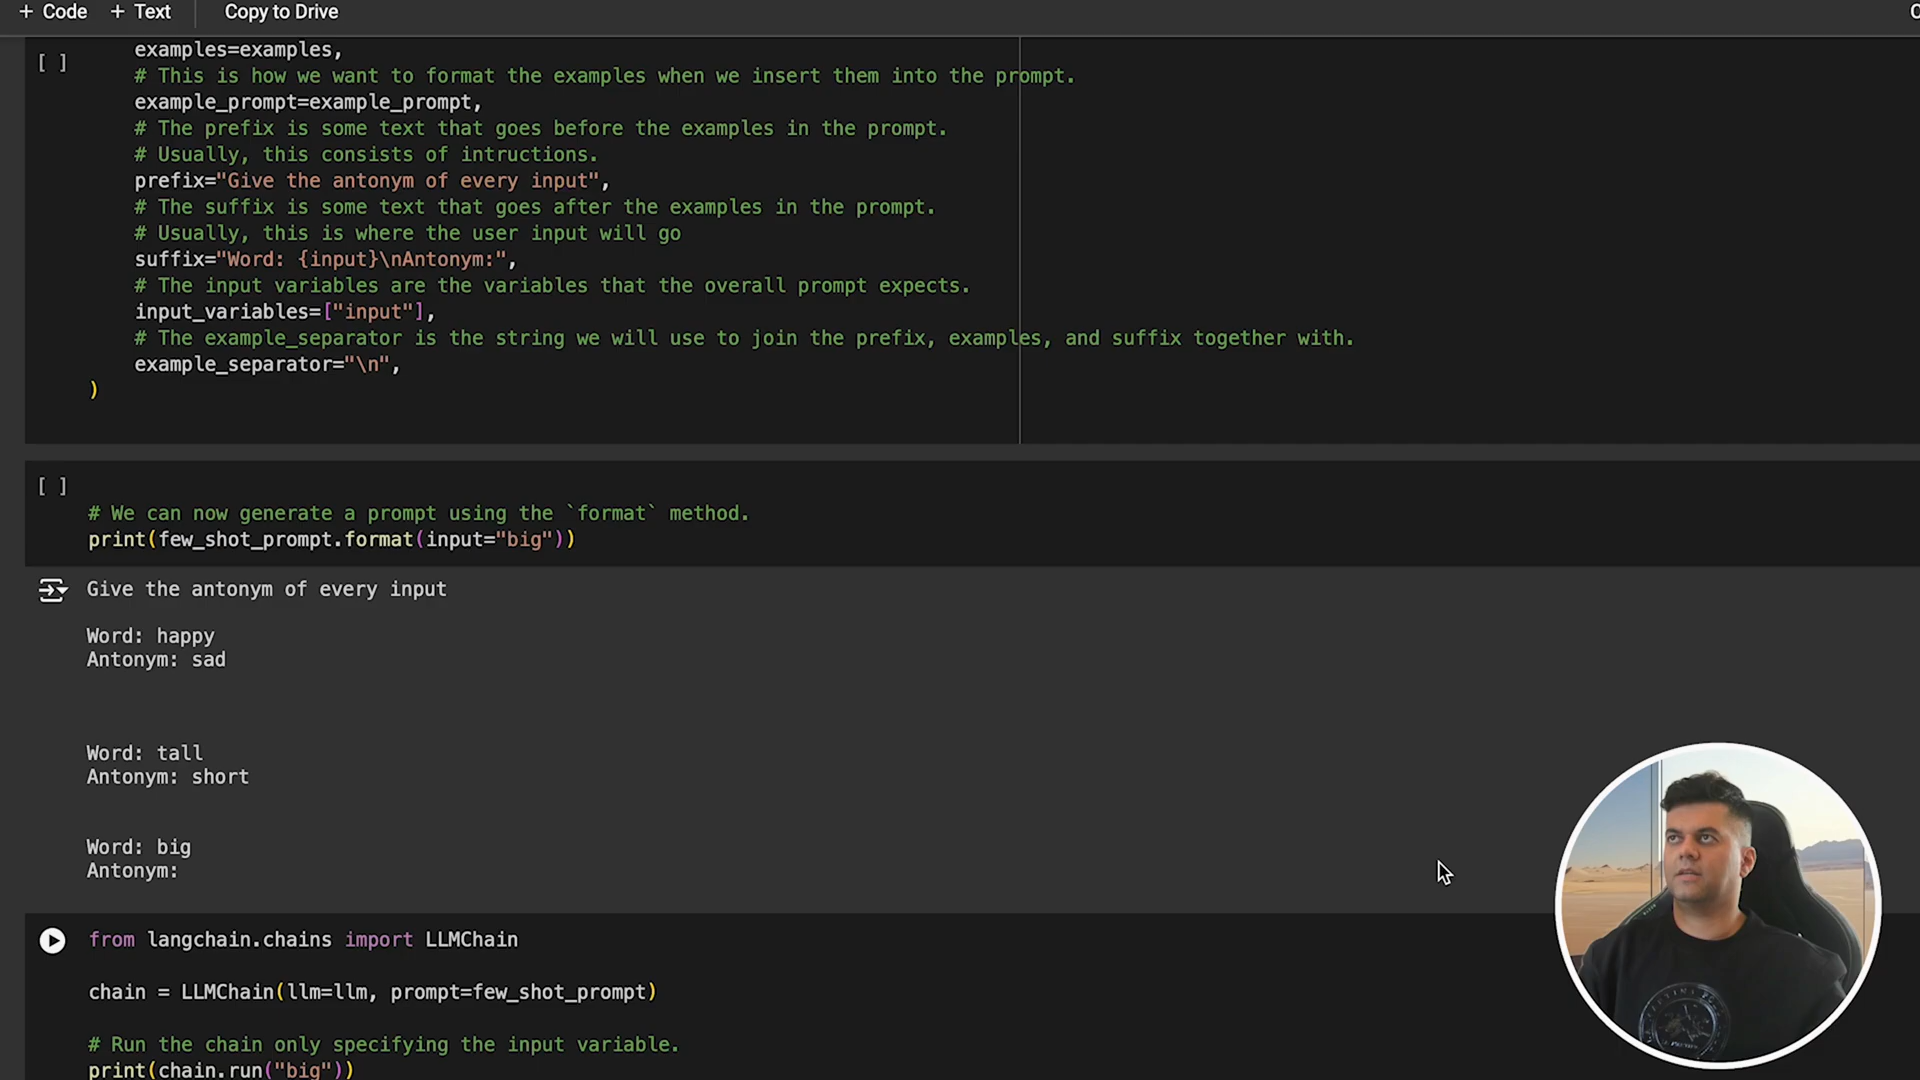 + Code + Text Copy to Drive
[ ] examples=examples,
# This is how we want to format the examples when we insert them into the prompt.
example_prompt=example_prompt,
# The prefix is some text that goes before the examples in the prompt.
# Usually, this consists of intructions.
prefix="Give the antonym of every input",
# The suffix is some text that goes after the examples in the prompt.
# Usually, this is where the user input will go
suffix="Word: {input}\nAntonym:",
# The input variables are the variables that the overall prompt expects.
input_variables=["input"],
# The example_separator is the string we will use to join the prefix, examples, and suffix together with.
example_separator="\n",
)
[ ]
# We can now generate a prompt using the `format` method.
print(few_shot_prompt.format(input="big"))
Give the antonym of every input
Word: happy
Antonym: sad
Word: tall
Antonym: short
Word: big
Antonym:
from langchain.chains import LLMChain
chain = LLMChain(llm=llm, prompt=few_shot_prompt)
# Run the chain only specifying the input variable.
print(chain.run("big"))